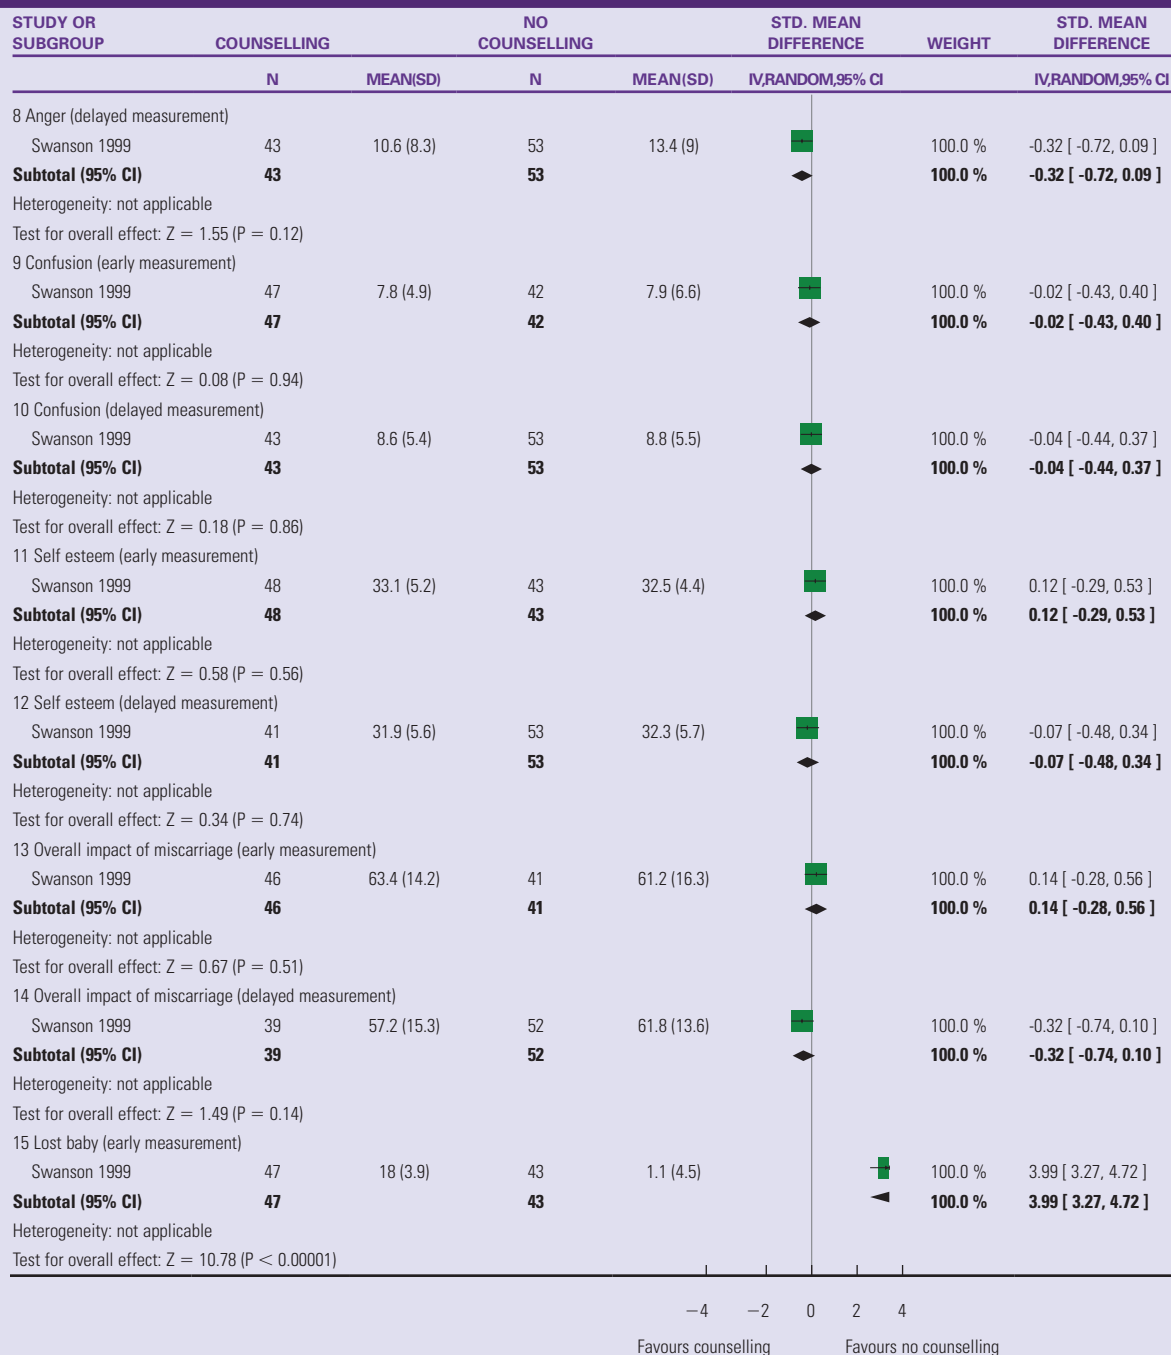 STUDY OR SUBGROUP COUNSELLING NO COUNSELLING STD. MEAN DIFFERENCE WEIGHT STD. MEAN DIFFERENCE
N MEAN(SD) N MEAN(SD) IV,RANDOM,95% CI IV,RANDOM,95% CI
8 Anger (delayed measurement)
Swanson 1999 43 10.6 (8.3) 53 13.4 (9) 100.0 % -0.32 [ -0.72, 0.09 ]
Subtotal (95% CI) 43 53 100.0 % -0.32 [ -0.72, 0.09 ]
Heterogeneity: not applicable
Test for overall effect: Z = 1.55 (P = 0.12)
9 Confusion (early measurement)
Swanson 1999 47 7.8 (4.9) 42 7.9 (6.6) 100.0 % -0.02 [ -0.43, 0.40 ]
Subtotal (95% CI) 47 42 100.0 % -0.02 [ -0.43, 0.40 ]
Heterogeneity: not applicable
Test for overall effect: Z = 0.08 (P = 0.94)
10 Confusion (delayed measurement)
Swanson 1999 43 8.6 (5.4) 53 8.8 (5.5) 100.0 % -0.04 [ -0.44, 0.37 ]
Subtotal (95% CI) 43 53 100.0 % -0.04 [ -0.44, 0.37 ]
Heterogeneity: not applicable
Test for overall effect: Z = 0.18 (P = 0.86)
11 Self esteem (early measurement)
Swanson 1999 48 33.1 (5.2) 43 32.5 (4.4) 100.0 % 0.12 [ -0.29, 0.53 ]
Subtotal (95% CI) 48 43 100.0 % 0.12 [ -0.29, 0.53 ]
Heterogeneity: not applicable
Test for overall effect: Z = 0.58 (P = 0.56)
12 Self esteem (delayed measurement)
Swanson 1999 41 31.9 (5.6) 53 32.3 (5.7) 100.0 % -0.07 [ -0.48, 0.34 ]
Subtotal (95% CI) 41 53 100.0 % -0.07 [ -0.48, 0.34 ]
Heterogeneity: not applicable
Test for overall effect: Z = 0.34 (P = 0.74)
13 Overall impact of miscarriage (early measurement)
Swanson 1999 46 63.4 (14.2) 41 61.2 (16.3) 100.0 % 0.14 [ -0.28, 0.56 ]
Subtotal (95% CI) 46 41 100.0 % 0.14 [ -0.28, 0.56 ]
Heterogeneity: not applicable
Test for overall effect: Z = 0.67 (P = 0.51)
14 Overall impact of miscarriage (delayed measurement)
Swanson 1999 39 57.2 (15.3) 52 61.8 (13.6) 100.0 % -0.32 [ -0.74, 0.10 ]
Subtotal (95% CI) 39 52 100.0 % -0.32 [ -0.74, 0.10 ]
Heterogeneity: not applicable
Test for overall effect: Z = 1.49 (P = 0.14)
15 Lost baby (early measurement)
Swanson 1999 47 18 (3.9) 43 1.1 (4.5) 100.0 % 3.99 [ 3.27, 4.72 ]
Subtotal (95% CI) 47 43 100.0 % 3.99 [ 3.27, 4.72 ]
Heterogeneity: not applicable
Test for overall effect: Z = 10.78 (P < 0.00001)
−4 −2 0 2 4
Favours counselling Favours no counselling